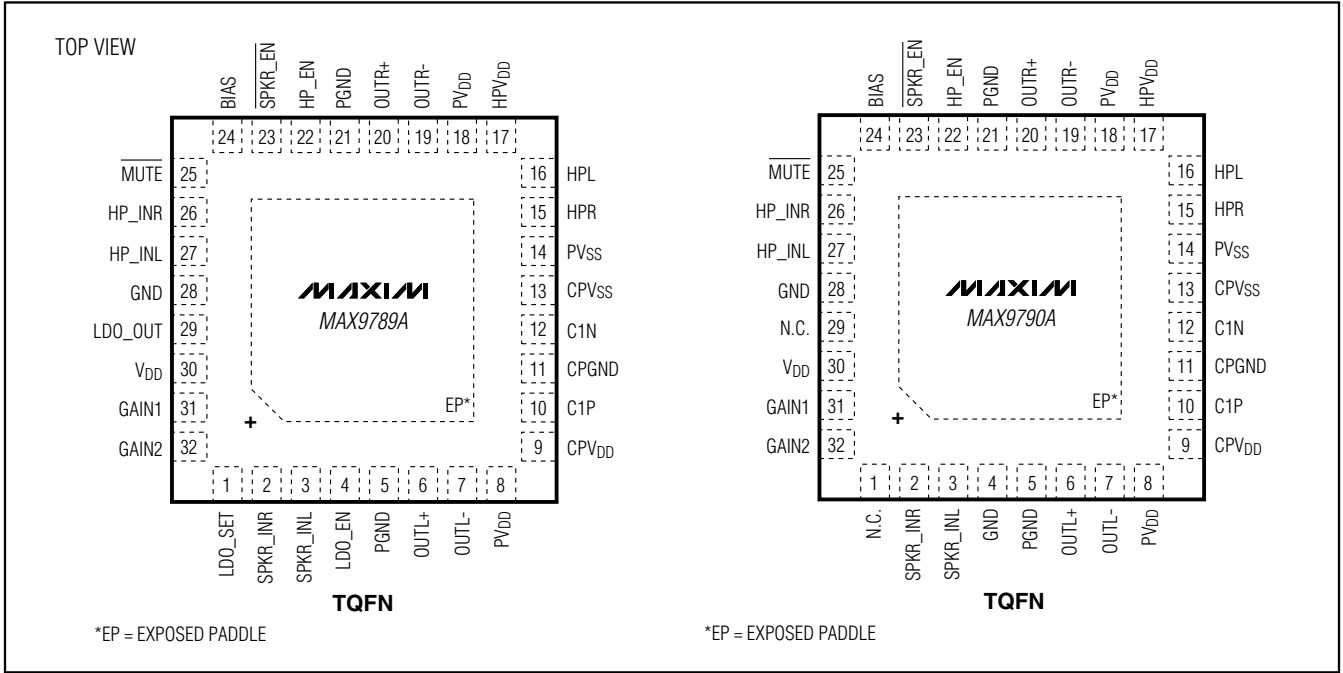 TOP VIEW
BIAS
SPKR_EN
HP_EN
PGND
OUTR+
OUTR-
PVDD
HPVDD
24 23 22 21 20 19 18 17
MUTE 25
HP_INR 26
HP_INL 27
GND 28
LDO_OUT 29
VDD 30
GAIN1 31
GAIN2 32
16 HPL
15 HPR
14 PVSS
13 CPVSS
12 C1N
11 CPGND
10 C1P
9 CPVDD
MAXIM
MAX9789A
EP*
+
1 2 3 4 5 6 7 8
LDO_SET
SPKR_INR
SPKR_INL
LDO_EN
PGND
OUTL+
OUTL-
PVDD
TQFN
*EP = EXPOSED PADDLE
BIAS
SPKR_EN
HP_EN
PGND
OUTR+
OUTR-
PVDD
HPVDD
24 23 22 21 20 19 18 17
MUTE 25
HP_INR 26
HP_INL 27
GND 28
N.C. 29
VDD 30
GAIN1 31
GAIN2 32
16 HPL
15 HPR
14 PVSS
13 CPVSS
12 C1N
11 CPGND
10 C1P
9 CPVDD
MAXIM
MAX9790A
EP*
+
1 2 3 4 5 6 7 8
N.C.
SPKR_INR
SPKR_INL
GND
PGND
OUTL+
OUTL-
PVDD
TQFN
*EP = EXPOSED PADDLE